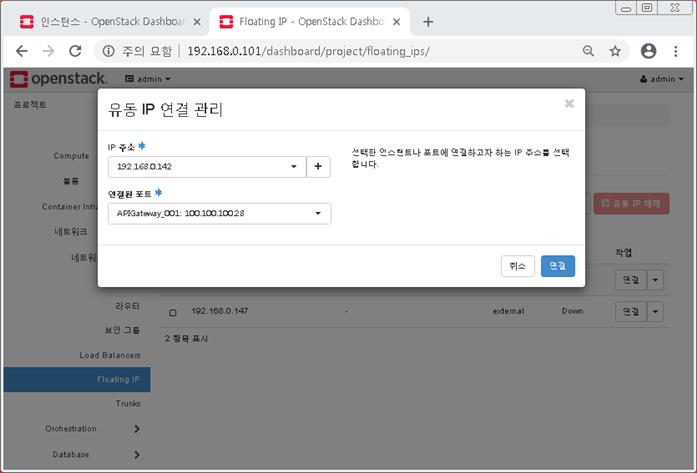 인스턴스 - OpenStack Dashboard
Floating IP - OpenStack Dashboard
주의 요함
192.168.0.101/dashboard/project/floating_ips/
openstack.
admin
admin
프로젝트
유동 IP 연결 관리
IP 주소
192.168.0.142
선택한 인스턴트나 포트에 연결하고자 하는 IP 주소를 선택
합니다.
연결된 포트
APIGateway_001: 100.100.100.28
취소
연결
Compute
볼륨
Container Infra
네트워크
유동 IP 해제
작업
연결
라우터
192.168.0.147
-
external
Down
연결
보안 그룹
2 항목 표시
Load Balancers
Floating IP
Trunks
Orchestration
Database